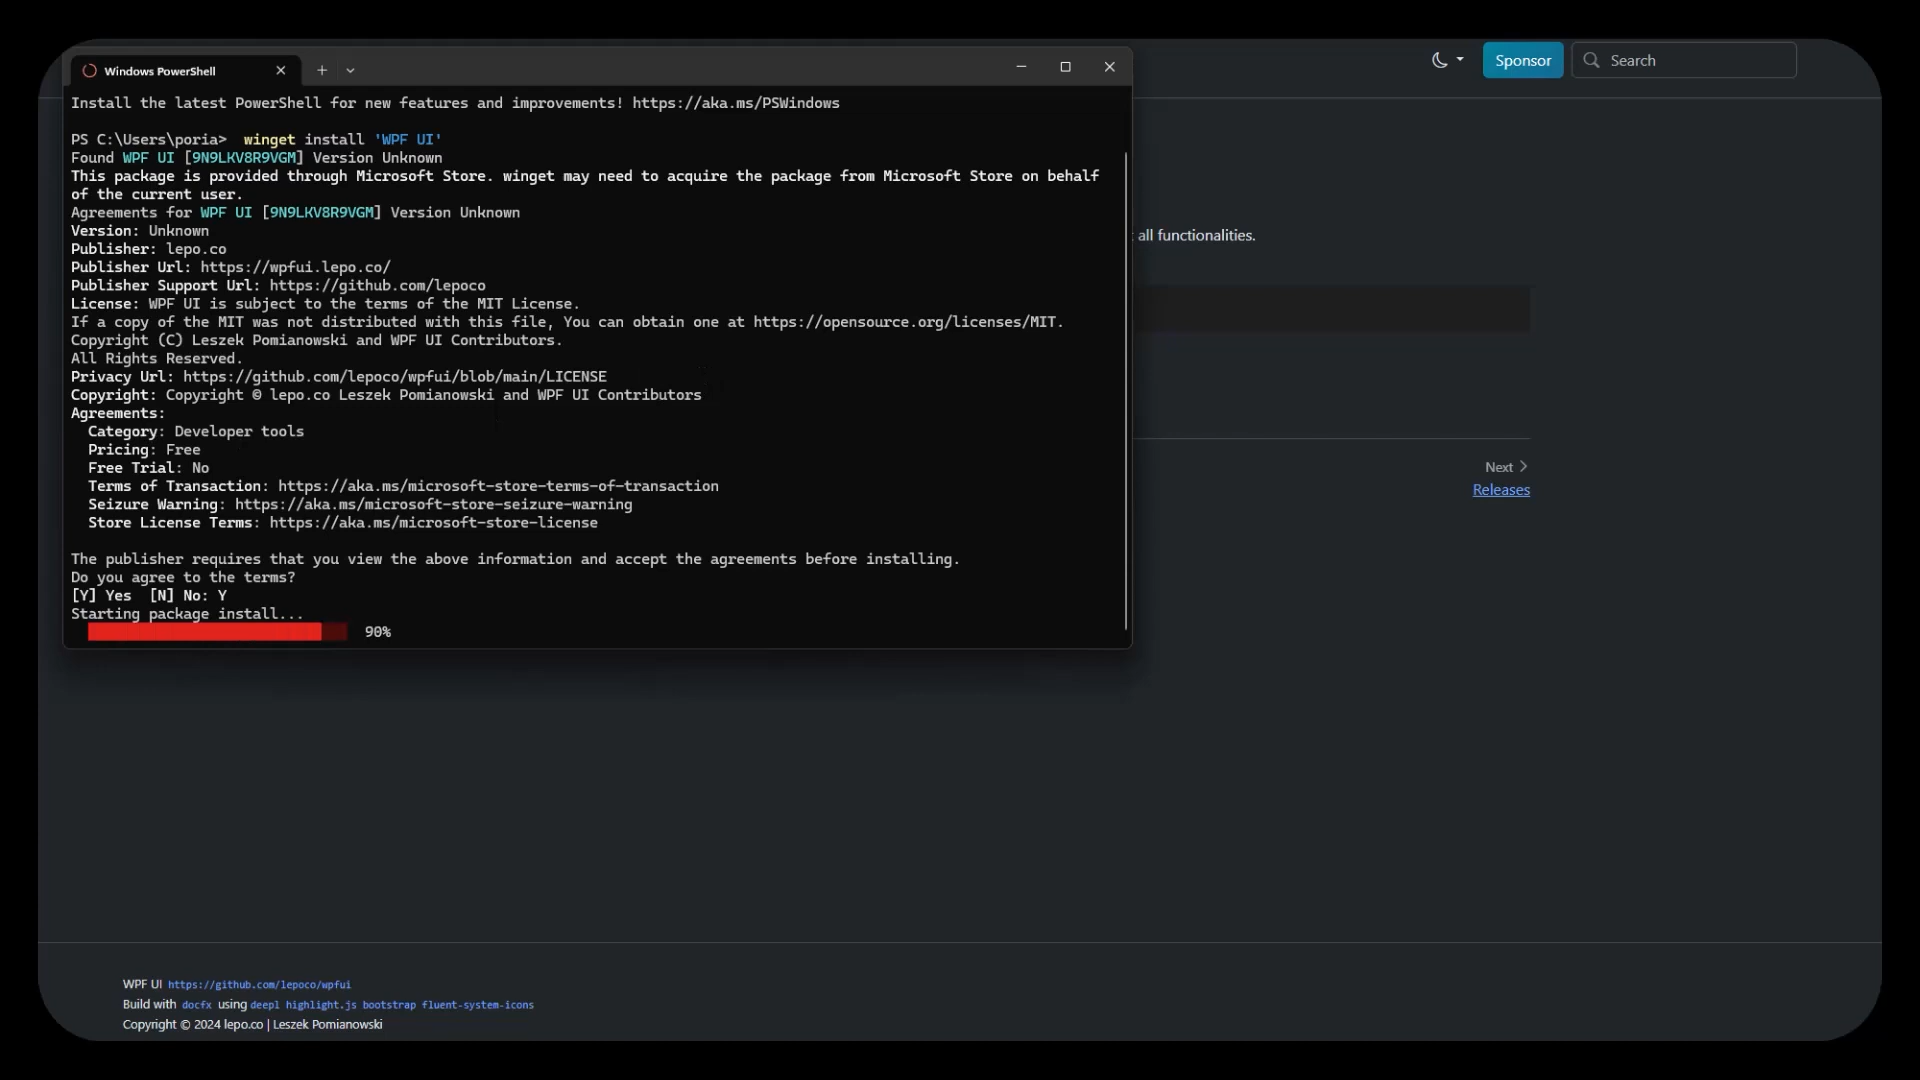 Windows PowerShell
Sponsor
Search
Install the latest PowerShell for new features and improvements! https://aka.ms/PSWindows
PS C:\Users\poria>  winget install 'WPF UI'
Found WPF UI [9N9LKV8R9VGM] Version Unknown
This package is provided through Microsoft Store. winget may need to acquire the package from Microsoft Store on behalf
of the current user.
Agreements for WPF UI [9N9LKV8R9VGM] Version Unknown
Version: Unknown
Publisher: lepo.co
Publisher Url: https://wpfui.lepo.co/
Publisher Support Url: https://github.com/lepoco
License: WPF UI is subject to the terms of the MIT License.
If a copy of the MIT was not distributed with this file, You can obtain one at https://opensource.org/licenses/MIT.
Copyright (C) Leszek Pomianowski and WPF UI Contributors.
All Rights Reserved.
Privacy Url: https://github.com/lepoco/wpfui/blob/main/LICENSE
Copyright: Copyright © lepo.co Leszek Pomianowski and WPF UI Contributors
Agreements:
Category: Developer tools
Pricing: Free
Free Trial: No
Terms of Transaction: https://aka.ms/microsoft-store-terms-of-transaction
Seizure Warning: https://aka.ms/microsoft-store-seizure-warning
Store License Terms: https://aka.ms/microsoft-store-license
The publisher requires that you view the above information and accept the agreements before installing.
Do you agree to the terms?
[Y] Yes  [N] No: Y
Starting package install...
90%
all functionalities.
Next
Releases
WPF UI https://github.com/lepoco/wpfui
Build with docfx using deepl highlight.js bootstrap fluent-system-icons
Copyright © 2024 lepo.co | Leszek Pomianowski